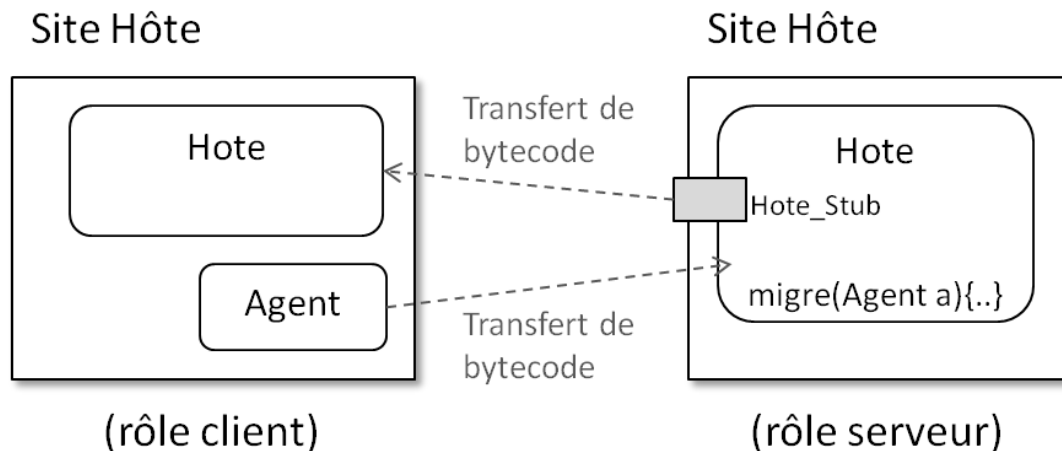 Site Hôte
Site Hôte
Hote
Transfert de
bytecode
Hote
Hote_Stub
Agent
migre(Agent a){..}
Transfert de
bytecode
(rôle client)
(rôle serveur)